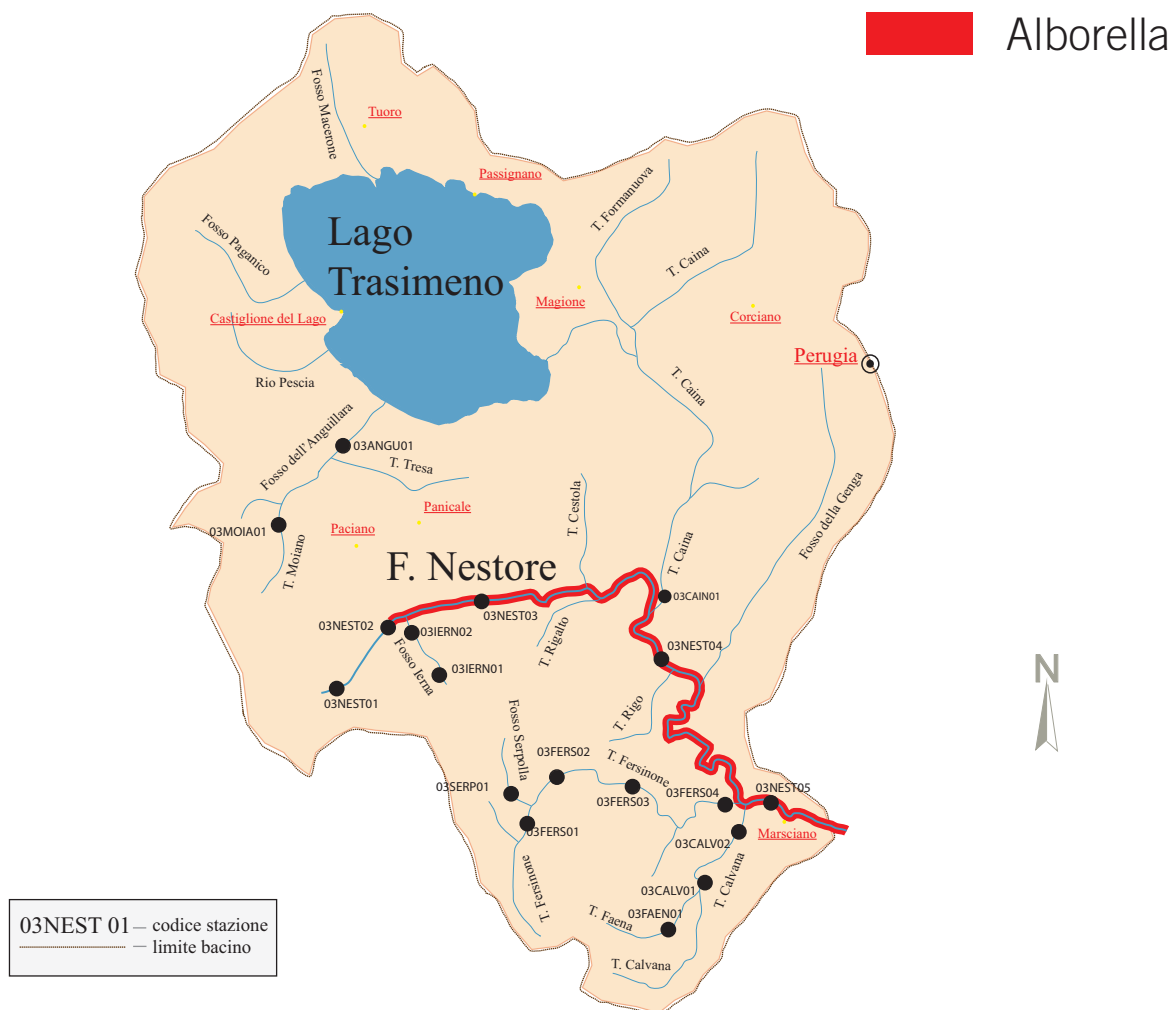 Alborella
Fosso Macerone
Tuoro
Passignano
T. Formanuova
Fosso Paganico
Lago
Trasimeno
T. Caina
Magione
Castiglione del Lago
Corciano
Perugia
Rio Pescia
T. Caina
Fosso dell'Anguillara
03ANGU01
T. Tresa
T. Cestola
Fosso della Genga
Panicale
03MOIA01
Paciano
T. Moiano
T. Caina
F. Nestore
03CAIN01
03NEST03
03NEST02
03IERN02
T. Rigalto
03NEST04
Fosso Ierna
03IERN01
03NEST01
N
T. Rigo
Fosso Serpolla
03FERS02
T. Fersinone
03SERP01
03FERS03
03FERS04
03NEST05
03FERS01
Marsciano
03CALV02
T. Fersinone
03CALV01
T. Calvana
03FAEN01
T. Faena
T. Calvana
03NEST 01 – codice stazione
– limite bacino